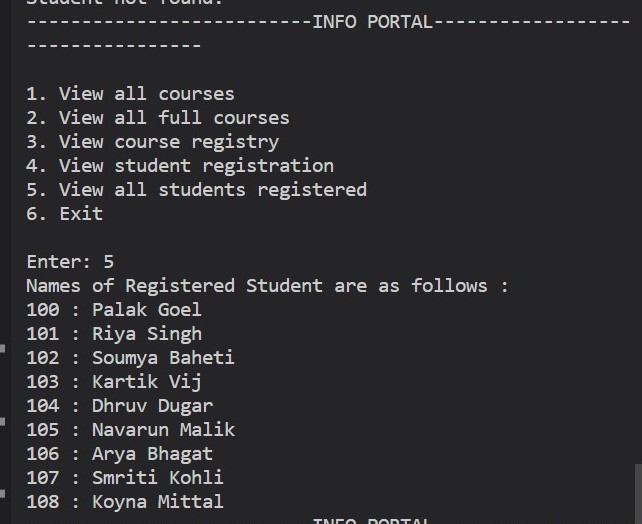 Student not found.
--------------------------INFO PORTAL------------------
----------------
1. View all courses
2. View all full courses
3. View course registry
4. View student registration
5. View all students registered
6. Exit
Enter: 5
Names of Registered Student are as follows :
100 : Palak Goel
101 : Riya Singh
102 : Soumya Baheti
103 : Kartik Vij
104 : Dhruv Dugar
105 : Navarun Malik
106 : Arya Bhagat
107 : Smriti Kohli
108 : Koyna Mittal
INFO PORTAL